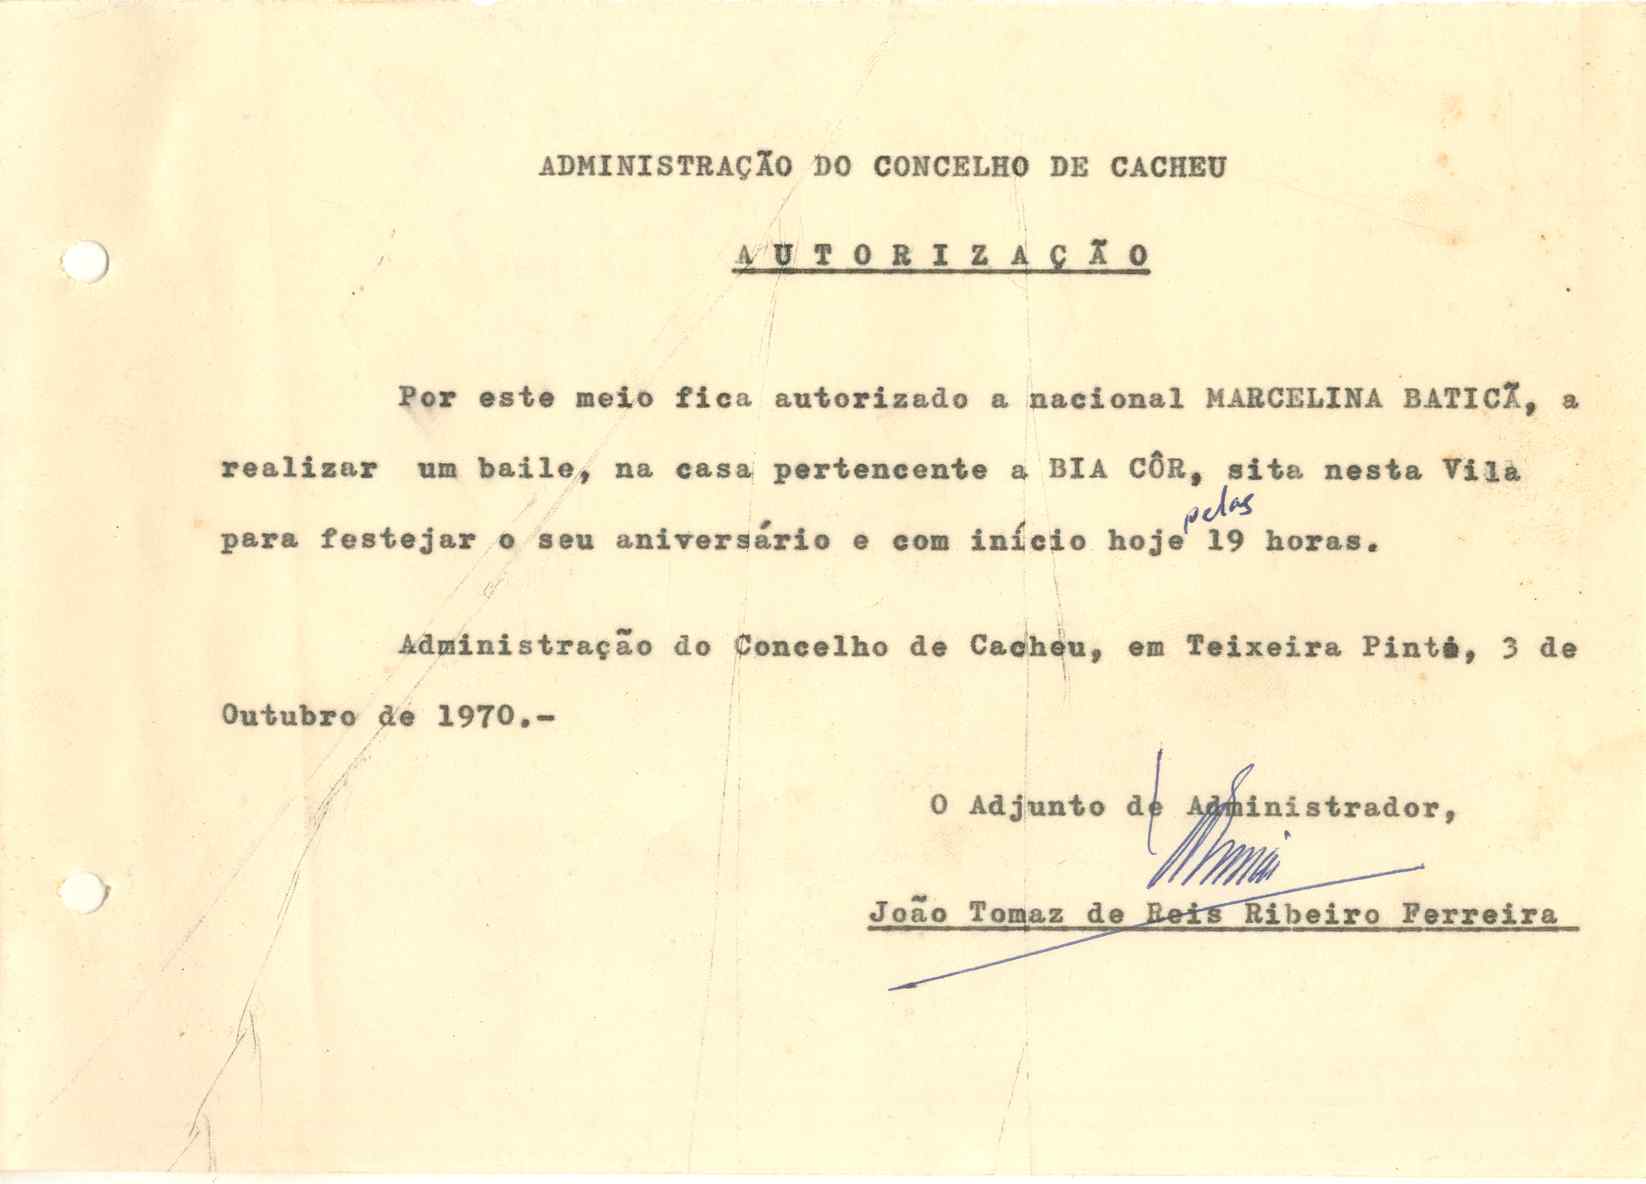 ADMINISTRAÇÃO DO CONCELHO DE CACHEU
AUTORIZAÇÃO
Por este meio fica autorizado a nacional MARCELINA BATICÃ, a
realizar um baile, na casa pertencente a BIA CÔR, sita nesta Vila
pelas
para festejar o seu aniversário e com início hoje 19 horas.
Administração do Concelho de Cacheu, em Teixeira Pinto, 3 de
Outubro de 1970.-
O Adjunto de Administrador,
João Tomaz de Reis Ribeiro Ferreira